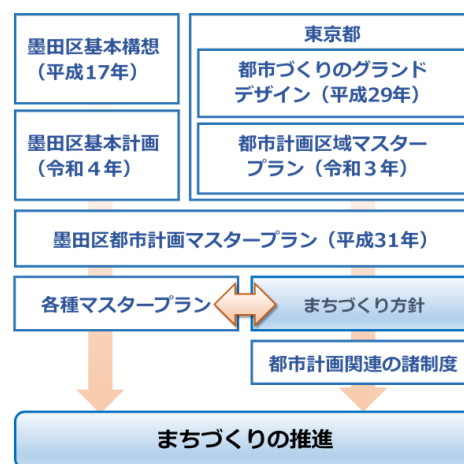 墨田区基本構想
（平成17年）
東京都
都市づくりのグランド
デザイン（平成29年）
墨田区基本計画
（令和４年）
都市計画区域マスター
プラン（令和３年）
墨田区都市計画マスタープラン（平成31年）
各種マスタープラン
まちづくり方針
都市計画関連の諸制度
まちづくりの推進